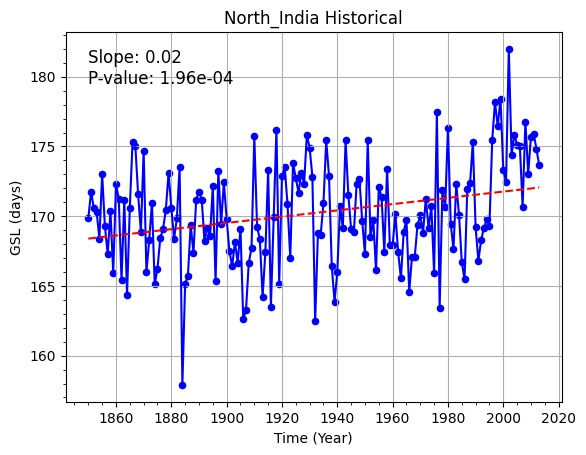 North_India Historical
Slope: 0.02
P-value: 1.96e-04
GSL (days)
180
175
170
165
160
1860 1880 1900 1920 1940 1960 1980 2000 2020
Time (Year)